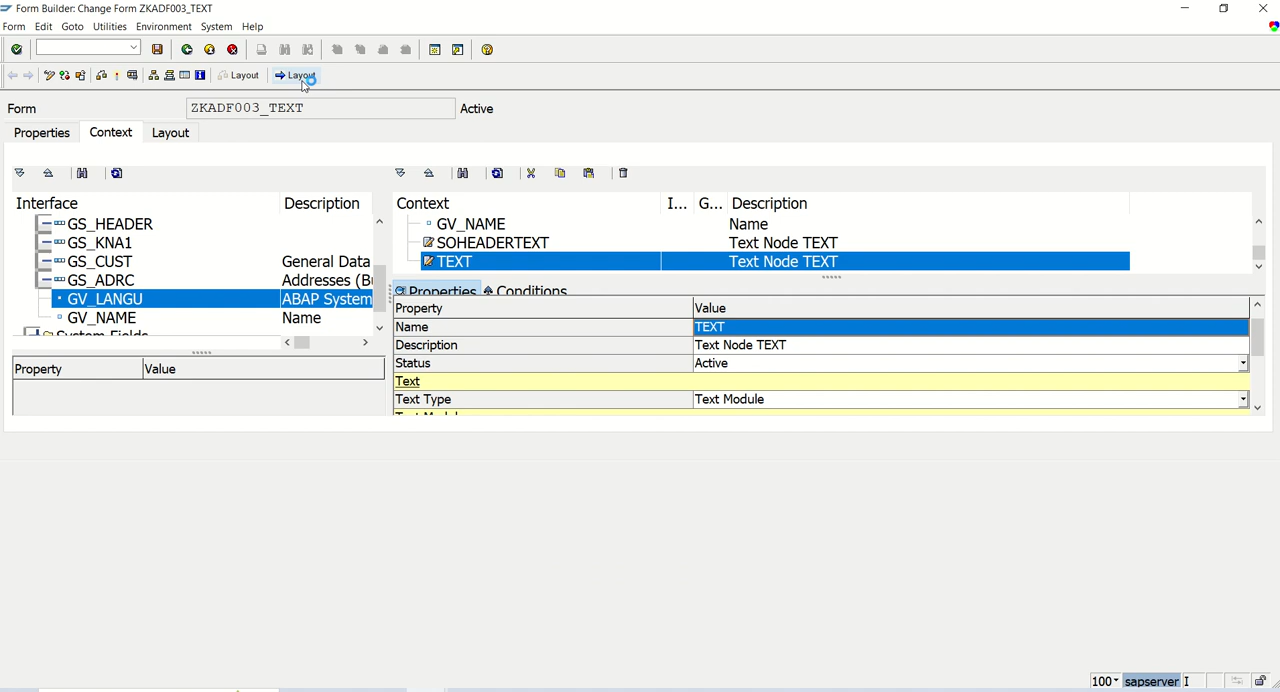 Form Builder: Change Form ZKADF003_TEXT
Form Edit Goto Utilities Environment System Help
Layout Layout
Form ZKADF003_TEXT Active
Properties Context Layout
Interface Description
GS_HEADER
GS_KNA1
GS_CUST General Data
GS_ADRC Addresses (B
GV_LANGU ABAP System
GV_NAME Name
System Fields
Property Value
Context I... G... Description
GV_NAME Name
SOHEADERTEXT Text Node TEXT
TEXT Text Node TEXT
Properties Conditions
Property Value
Name TEXT
Description Text Node TEXT
Status Active
Text
Text Type Text Module
100 sapserver